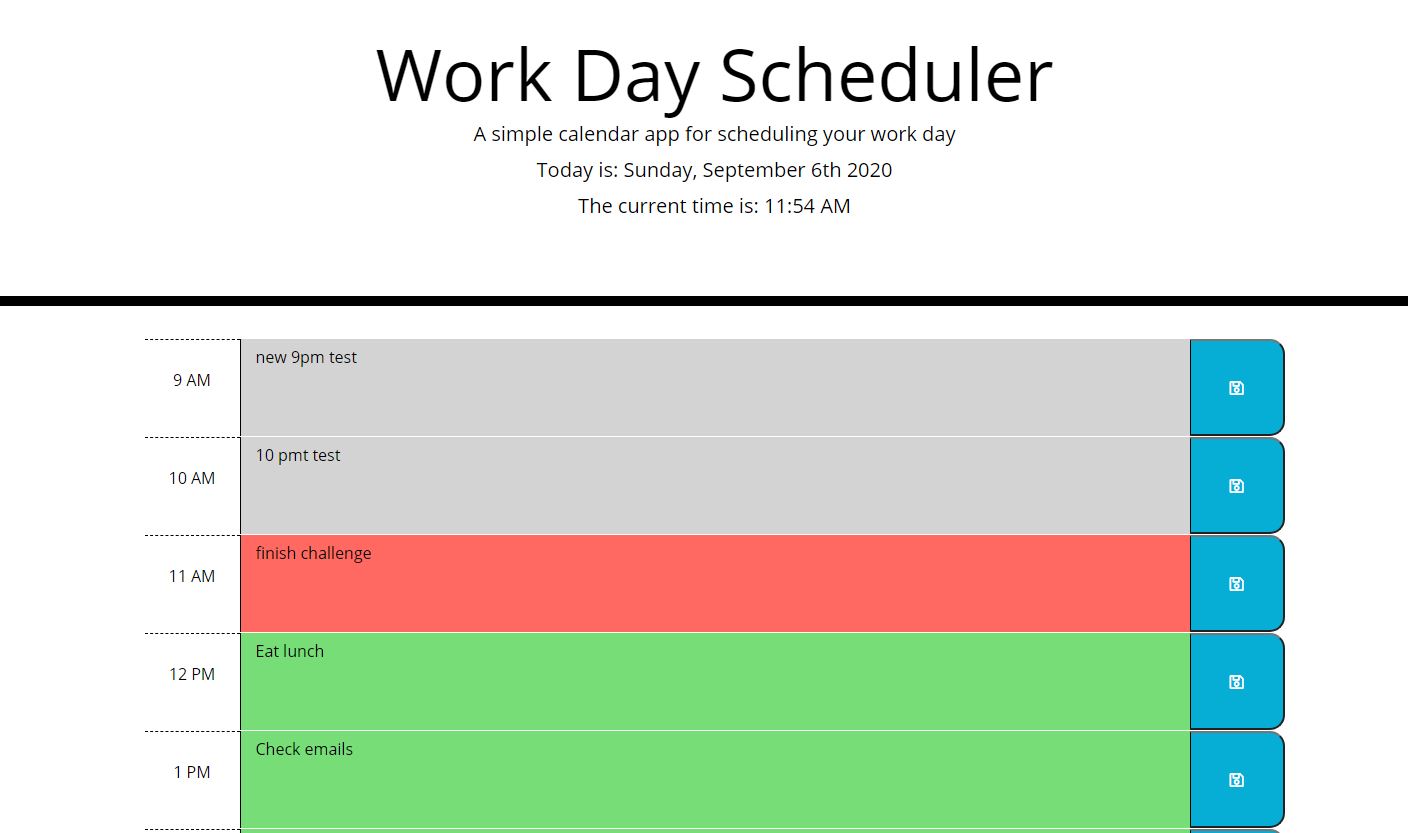 Work Day Scheduler
A simple calendar app for scheduling your work day
Today is: Sunday, September 6th 2020
The current time is: 11:54 AM
9 AM
new 9pm test
10 AM
10 pmt test
11 AM
finish challenge
12 PM
Eat lunch
1 PM
Check emails